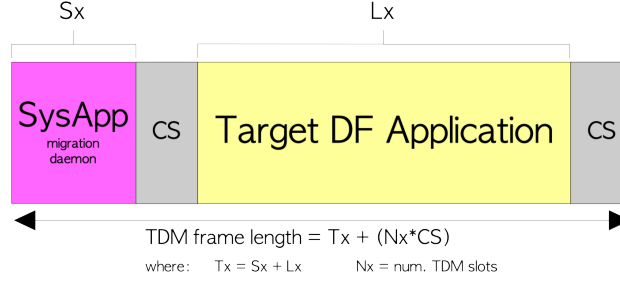 Sx Lx
SysApp
migration
daemon
CS
Target DF Application
CS
TDM frame length = Tx + (Nx*CS)
where: Tx = Sx + Lx Nx = num. TDM slots